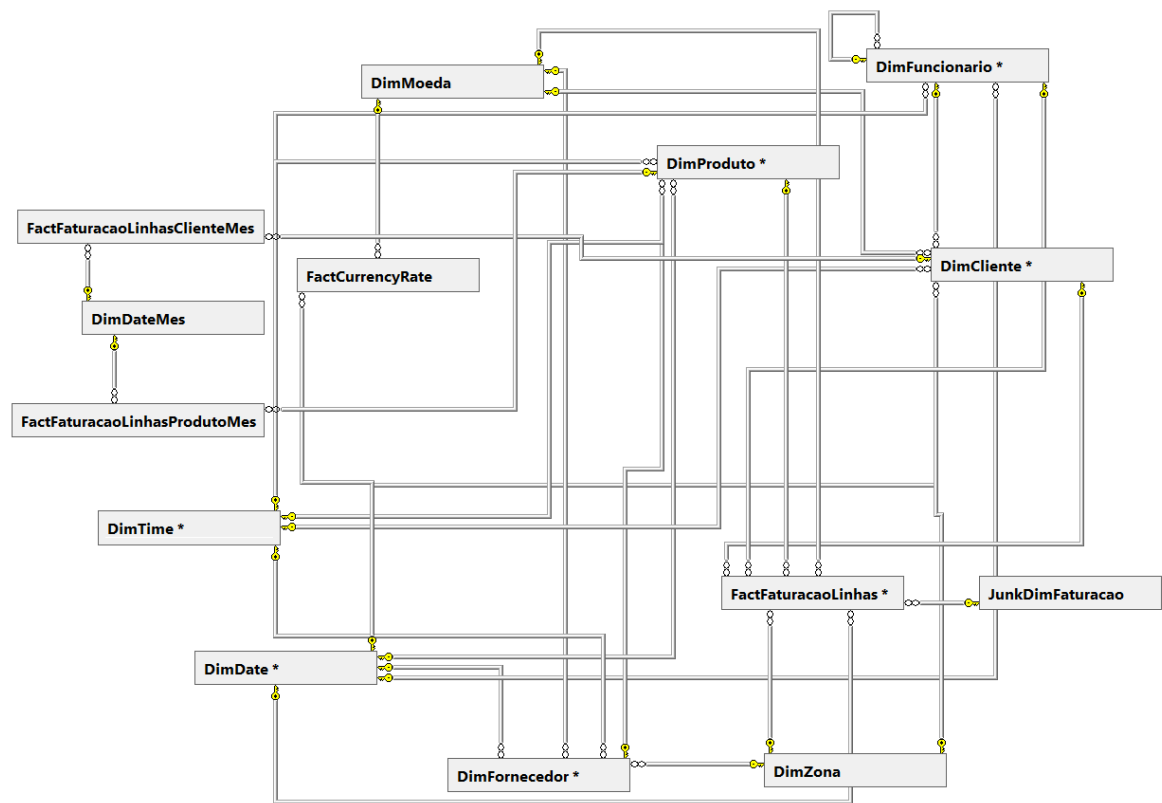 DimFuncionario *
DimMoeda
DimProduto *
FactFaturacaoLinhasClienteMes
DimCliente *
FactCurrencyRate
DimDateMes
FactFaturacaoLinhasProdutoMes
DimTime *
FactFaturacaoLinhas *
JunkDimFaturacao
DimDate *
DimZona
DimFornecedor *